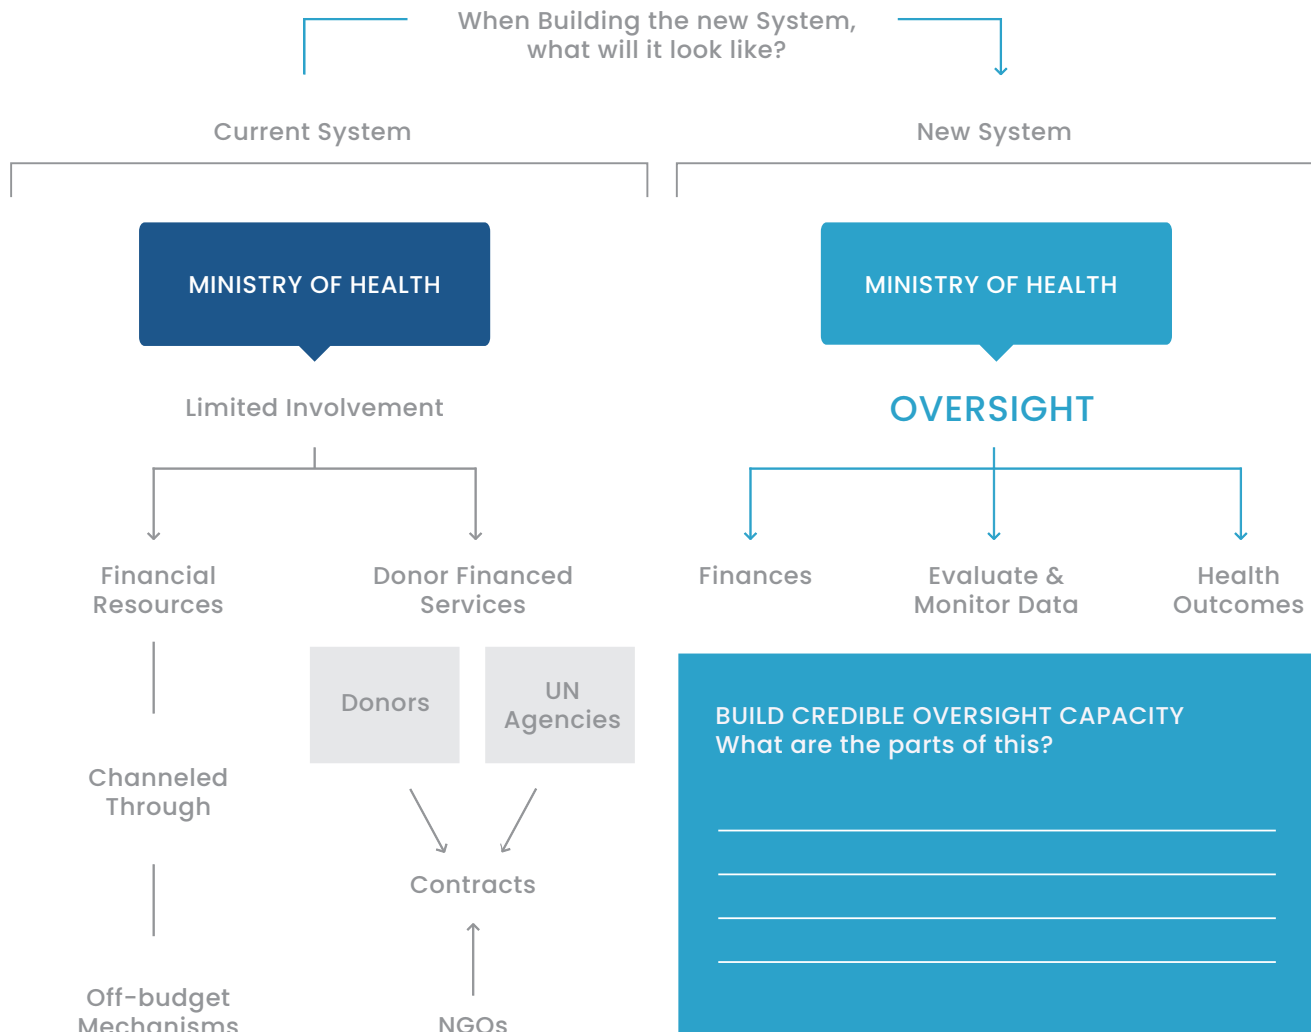 When Building the new System,
what will it look like?
Current System
New System
MINISTRY OF HEALTH
MINISTRY OF HEALTH
Limited Involvement
OVERSIGHT
Financial
Resources
Donor Financed
Services
Finances
Evaluate &
Monitor Data
Health
Outcomes
Donors
UN
Agencies
Channeled
Through
Contracts
Off-budget
Mechanisms
NGOs
BUILD CREDIBLE OVERSIGHT CAPACITY
What are the parts of this?